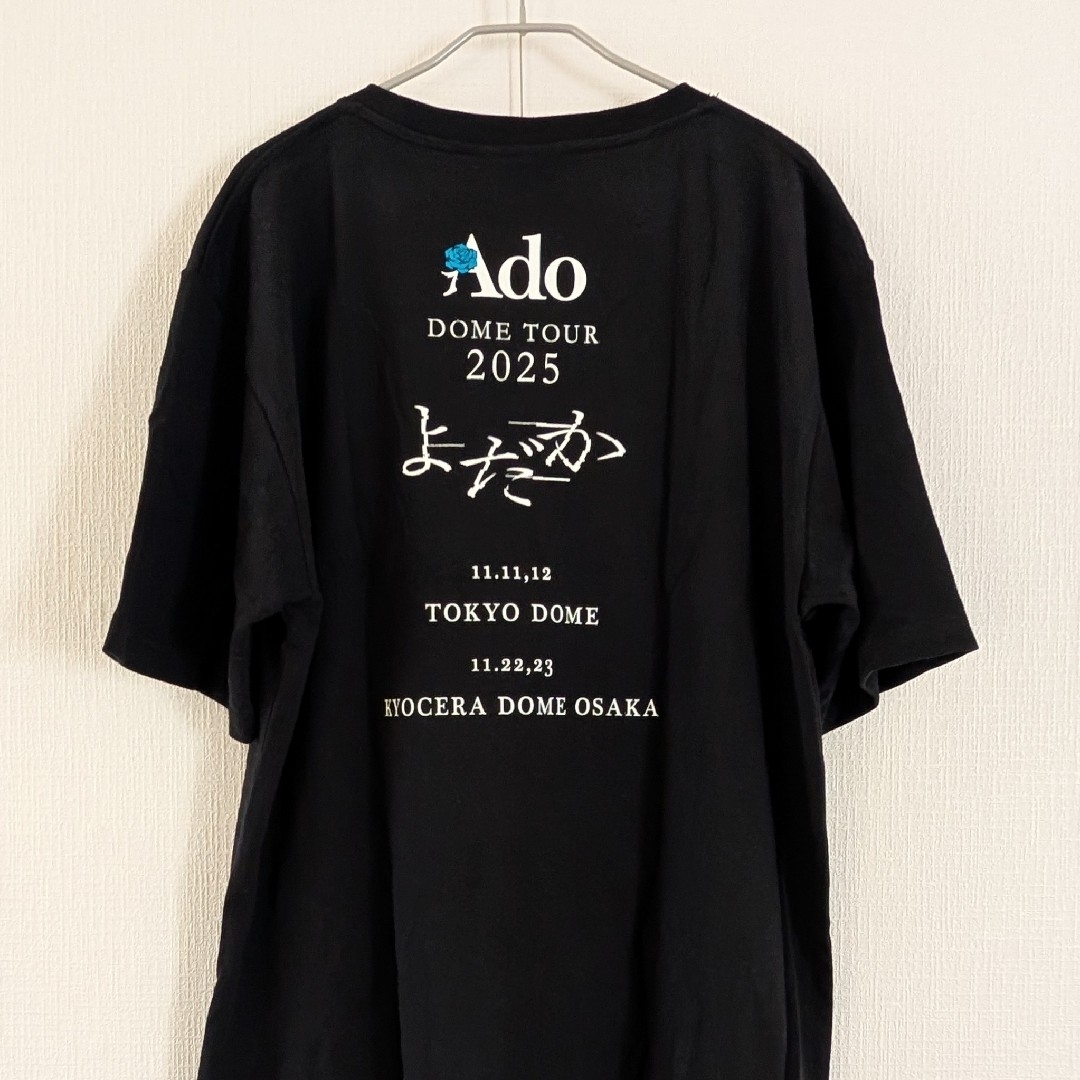 Ado
DOME TOUR
2025
よだか
11.11,12
TOKYO DOME
11.22,23
KYOCERA DOME OSAKA